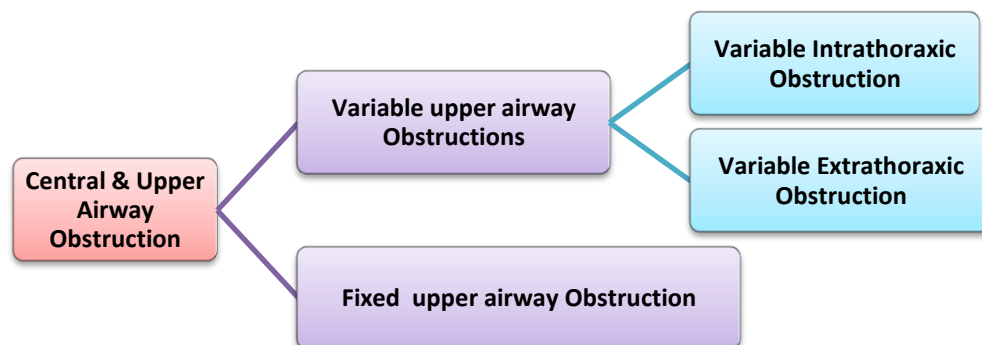 Central & Upper
Airway
Obstruction
Variable upper airway
Obstructions
Variable Intrathoraxic
Obstruction
Variable Extrathoraxic
Obstruction
Fixed  upper airway Obstruction